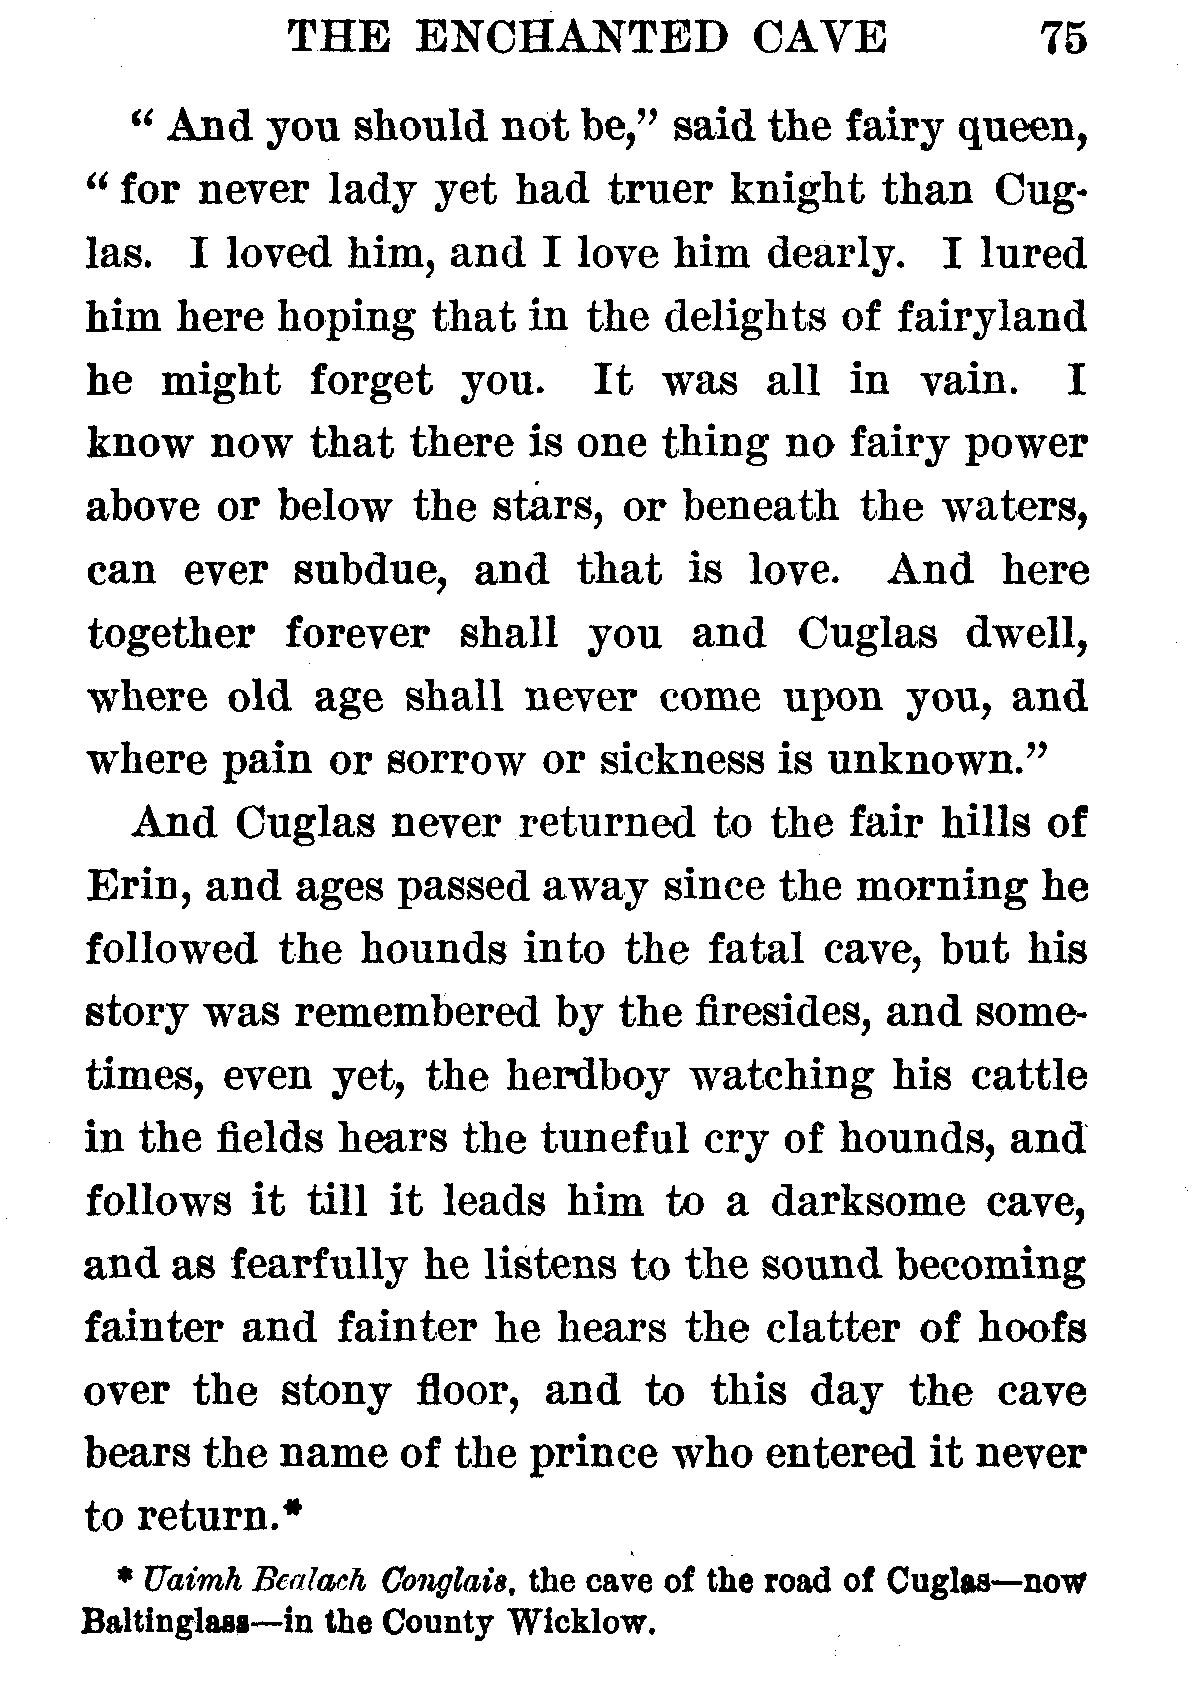 THE ENCHANTED CAVE 75
“ And you should not be,” said the fairy queen,
“ for never lady yet had truer knight than Cug-
las. I loved him, and I love him dearly. I lured
him here hoping that in the delights of fairyland
he might forget you. It was all in vain. I
know now that there is one thing no fairy power
above or below the stars, or beneath the waters,
can ever subdue, and that is love. And here
together forever shall you and Cuglas dwell,
where old age shall never come upon you, and
where pain or sorrow or sickness is unknown.”
And Cuglas never returned to the fair hills of
Erin, and ages passed away since the morning he
followed the hounds into the fatal cave, but his
story was remembered by the firesides, and some-
times, even yet, the herdboy watching his cattle
in the fields hears the tuneful cry of hounds, and
follows it till it leads him to a darksome cave,
and as fearfully he listens to the sound becoming
fainter and fainter he hears the clatter of hoofs
over the stony floor, and to this day the cave
bears the name of the prince who entered it never
to return.*
* Uaimh Bealach Conglais, the cave of the road of Cuglas—now
Baltinglass—in the County Wicklow.